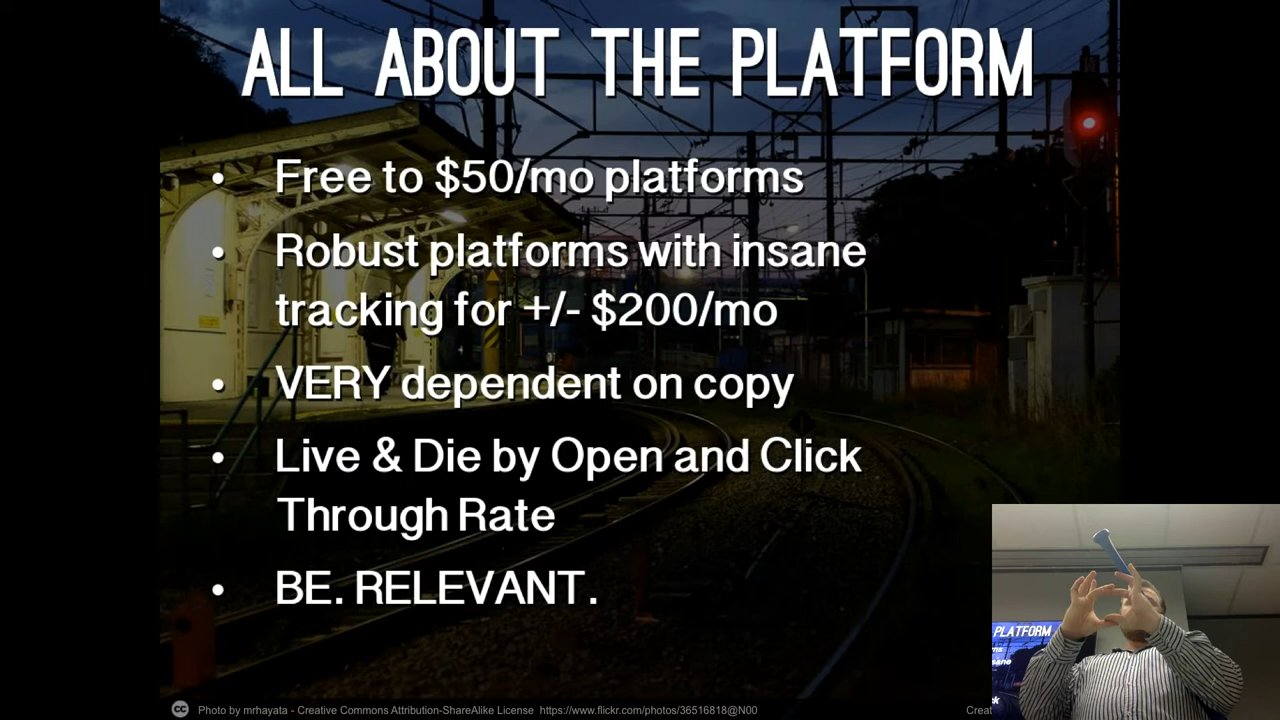 ALL ABOUT THE PLATFORM
• Free to $50/mo platforms
• Robust platforms with insane
tracking for +/- $200/mo
• VERY dependent on copy
• Live & Die by Open and Click
Through Rate
• BE. RELEVANT.
PLATFORM
cc Photo by mrhayata - Creative Commons Attribution-ShareAlike License https://www.flickr.com/photos/36516818@N00
Creat